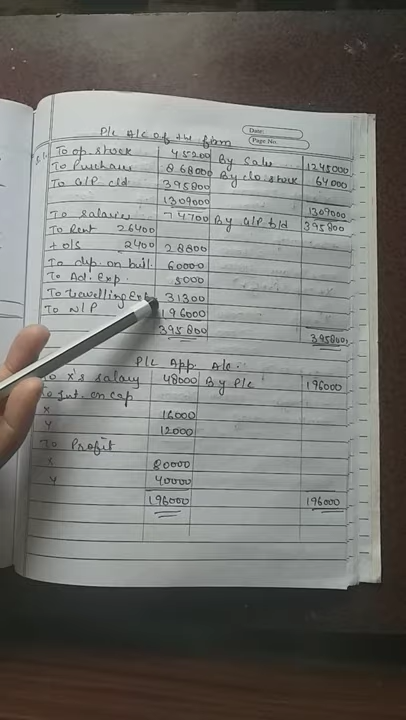 P/L A/C of the firm
Date:
Page No.
To op. stock 45200 By Sale 1245000
To Purchase 868000 By clo. stock 64000
To G/P c/d 395800
1309000 1309000
To Salaries 74700 By G/P b/d 395800
To Rent 26400
+ o/s 2400 28800
To dep. on buil. 60000
To Ad. Exp. 5000
To travelling Exp 31300
To N/P 196000
395800 395800
P/L App. A/c.
To X's Salary 48000 By P/L 196000
To Int. on cap
X 16000
Y 12000
To Profit
X 80000
Y 40000
196000 196000